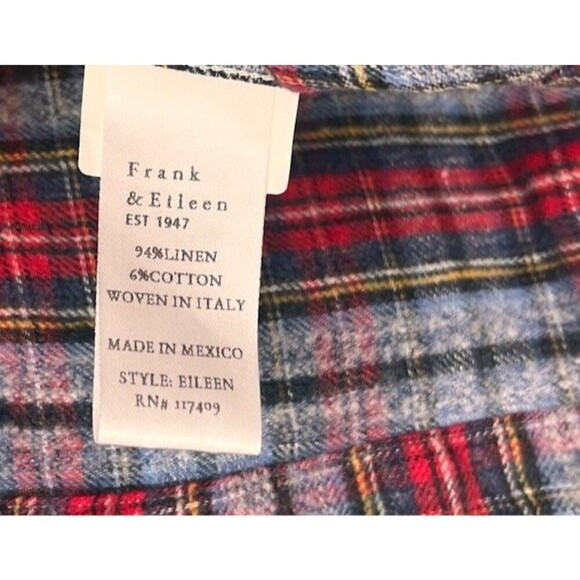 Frank
& Eileen
EST 1947
94%LINEN
6%COTTON
WOVEN IN ITALY
MADE IN MEXICO
STYLE: EILEEN
RN# 117409